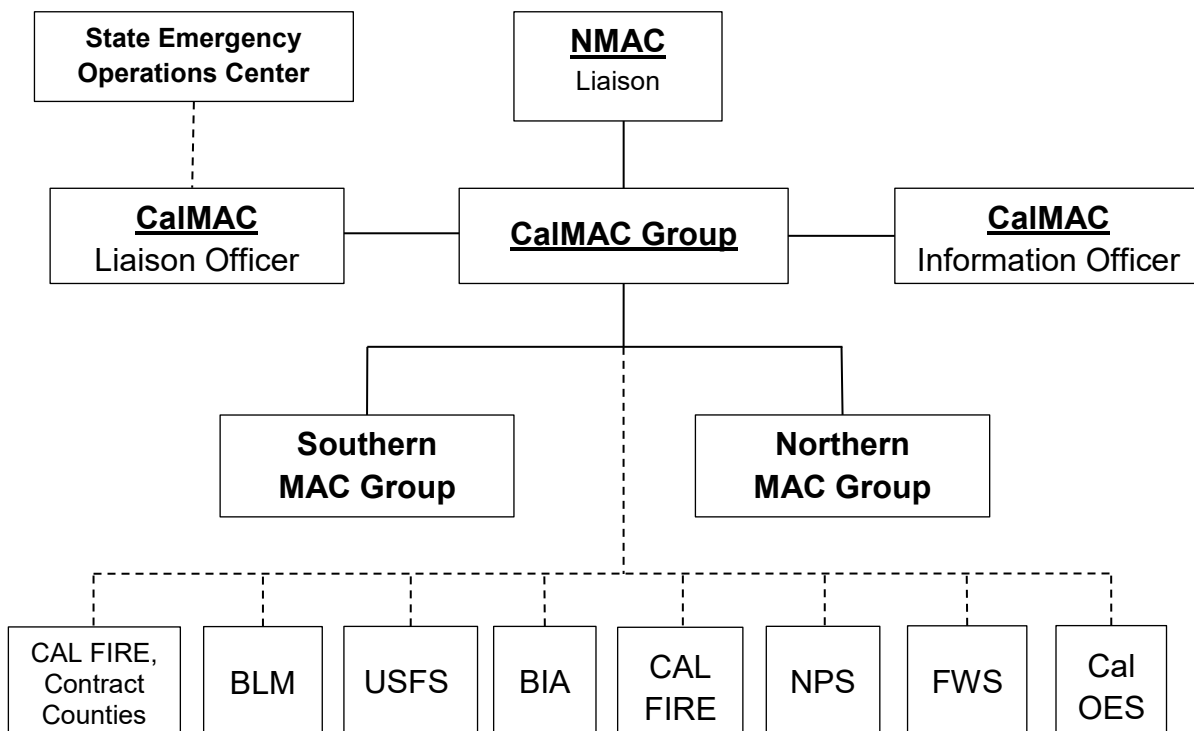 State Emergency
Operations Center
NMAC
Liaison
CalMAC
Liaison Officer
CalMAC Group
CalMAC
Information Officer
Southern
MAC Group
Northern
MAC Group
CAL FIRE,
Contract
Counties
BLM
USFS
BIA
CAL
FIRE
NPS
FWS
Cal
OES